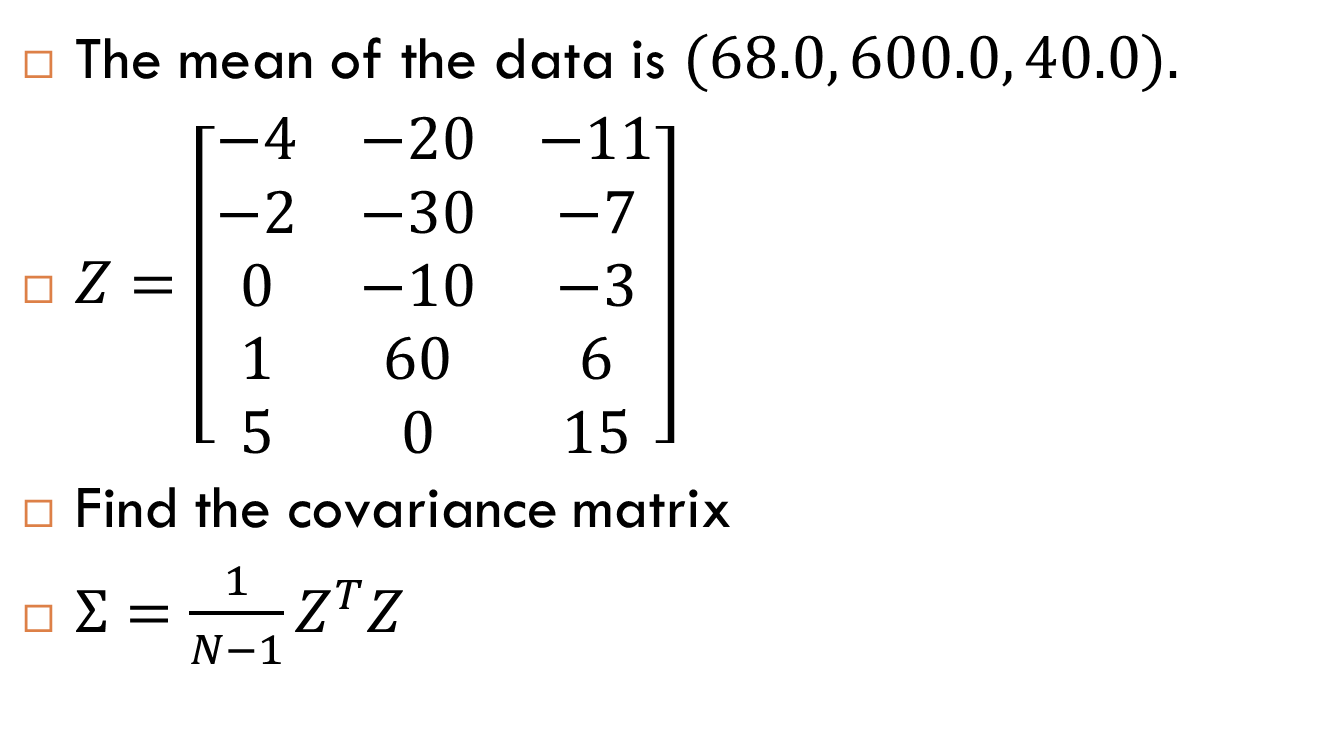 The mean of the data is (68.0, 600.0, 40.0).
−4 −20 −11
−2 −30 −7
Z = 0 −10 −3
1 60 6
5 0 15
Find the covariance matrix
Σ = 1/(N−1) Z^T Z